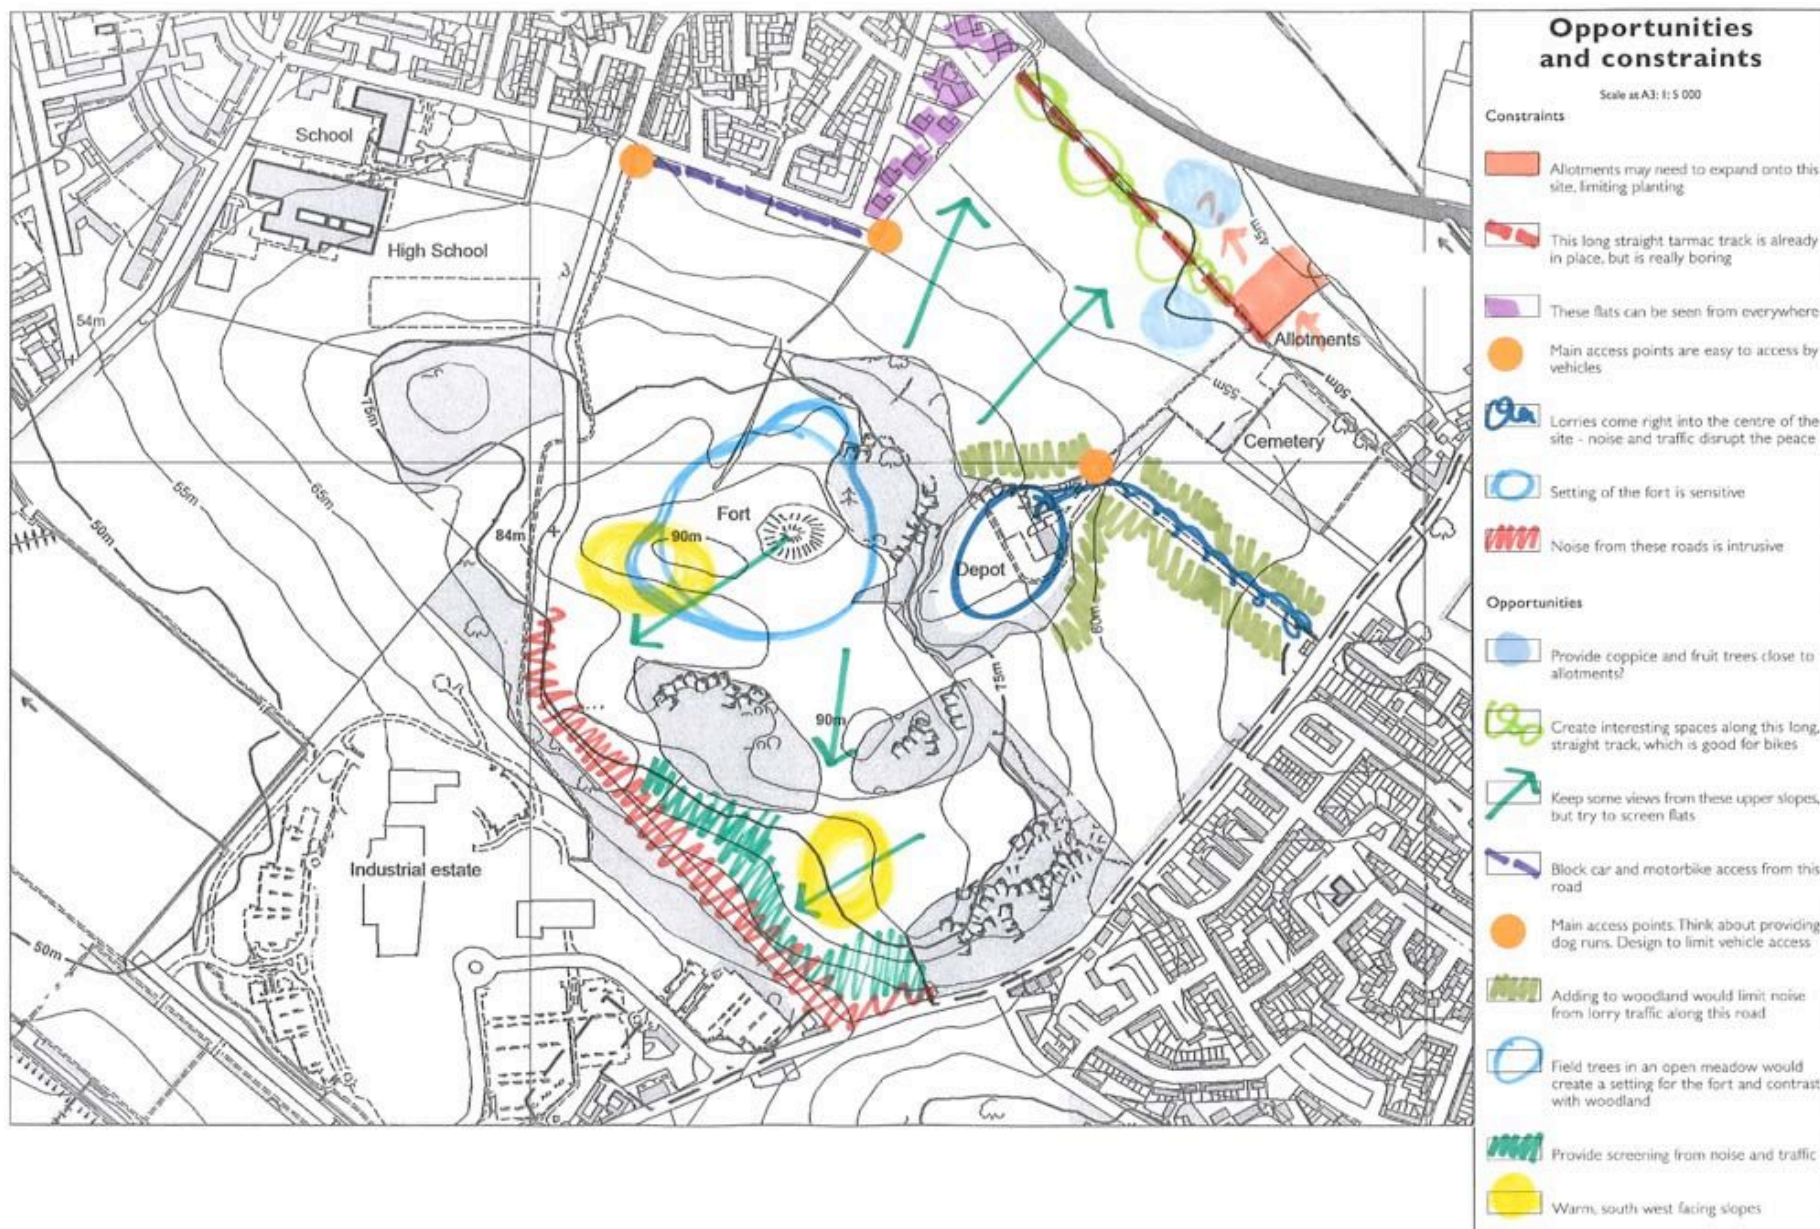 Opportunities
and constraints
Scale at A3: 1: 5 000
Constraints
Allotments may need to expand onto this
site, limiting planting
This long straight tarmac track is already
in place, but is really boring
These flats can be seen from everywhere
Main access points are easy to access by
vehicles
Lorries come right into the centre of the
site - noise and traffic disrupt the peace
Setting of the fort is sensitive
Noise from these roads is intrusive
Opportunities
Provide coppice and fruit trees close to
allotments?
Create interesting spaces along this long,
straight track, which is good for bikes
Keep some views from these upper slopes,
but try to screen flats
Block car and motorbike access from this
road
Main access points. Think about providing
dog runs. Design to limit vehicle access
Adding to woodland would limit noise
from lorry traffic along this road
Field trees in an open meadow would
create a setting for the fort and contrast
with woodland
Provide screening from noise and traffic
Warm, south west facing slopes
School
High School
54m
45m
Allotments
50m
55m
75m
Cemetery
55m
65m
50m
84m
Fort
90m
Depot
60m
75m
90m
Industrial estate
50m